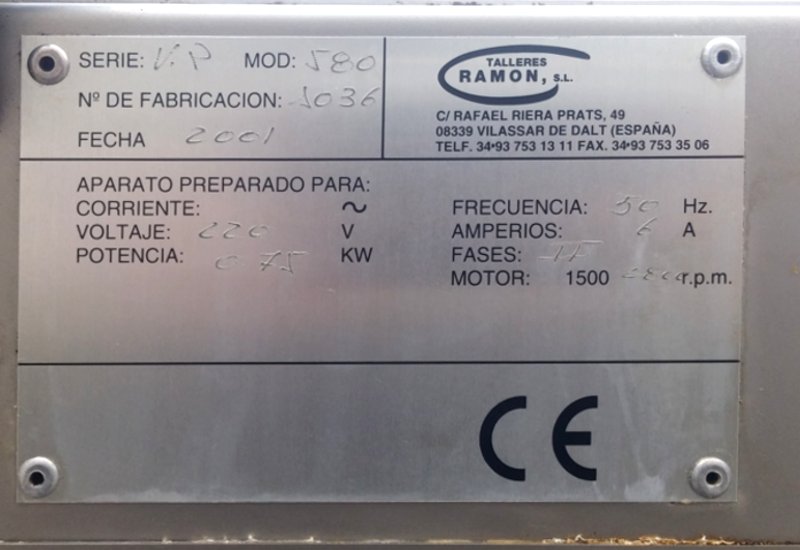 SERIE: V.P MOD: 580
Nº DE FABRICACION: 1036
FECHA 2001
TALLERES
RAMON, S.L.
C/ RAFAEL RIERA PRATS, 49
08339 VILASSAR DE DALT (ESPAÑA)
TELF. 34•93 753 13 11 FAX. 34•93 753 35 06
APARATO PREPARADO PARA:
CORRIENTE: ~
VOLTAJE: 220 V
POTENCIA: 0.75 KW
FRECUENCIA: 50 Hz.
AMPERIOS: 6 A
FASES:
MOTOR: 1500 r.p.m.
CE